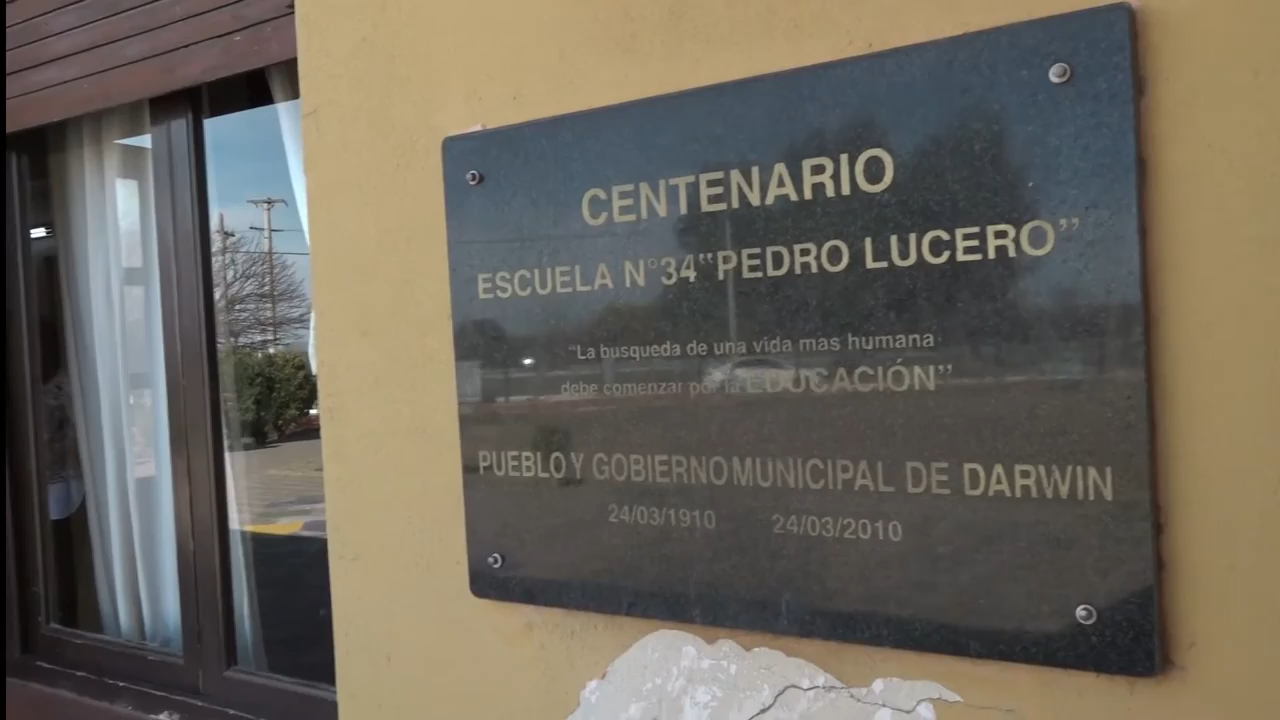 CENTENARIO
ESCUELA N°34 "PEDRO LUCERO"
"La busqueda de una vida mas humana
debe comenzar por la EDUCACIÓN"
PUEBLO Y GOBIERNO MUNICIPAL DE DARWIN
24/03/1910 24/03/2010